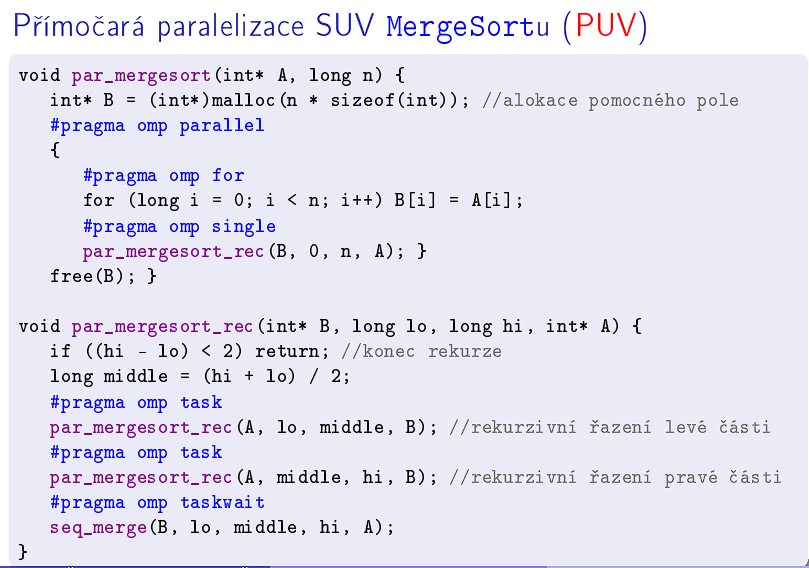 Přímočará paralelizace SUV MergeSortu (PUV)
void par_mergesort(int* A, long n) {
int* B = (int*)malloc(n * sizeof(int)); //alokace pomocného pole
#pragma omp parallel
{
#pragma omp for
for (long i = 0; i < n; i++) B[i] = A[i];
#pragma omp single
par_mergesort_rec(B, 0, n, A); }
free(B); }
void par_mergesort_rec(int* B, long lo, long hi, int* A) {
if ((hi - lo) < 2) return; //konec rekurze
long middle = (hi + lo) / 2;
#pragma omp task
par_mergesort_rec(A, lo, middle, B); //rekurzivní řazení levé části
#pragma omp task
par_mergesort_rec(A, middle, hi, B); //rekurzivní řazení pravé části
#pragma omp taskwait
seq_merge(B, lo, middle, hi, A);
}